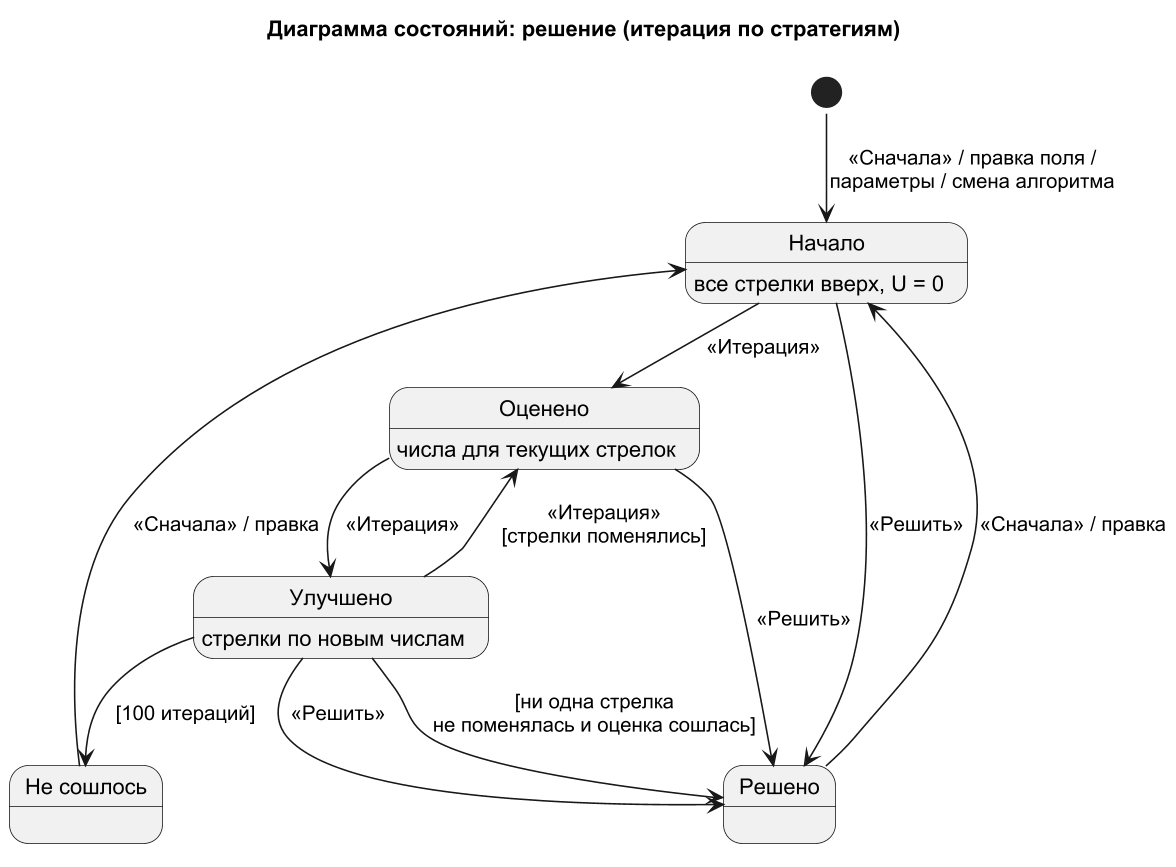 Диаграмма состояний: решение (итерация по стратегиям)
«Сначала» / правка поля /
параметры / смена алгоритма
Начало
все стрелки вверх, U = 0
«Итерация»
Оценено
числа для текущих стрелок
«Сначала» / правка
«Итерация»
«Итерация»
[стрелки поменялись]
«Решить»
«Сначала» / правка
Улучшено
стрелки по новым числам
«Решить»
[100 итераций]
«Решить»
[ни одна стрелка
не поменялась и оценка сошлась]
Не сошлось
Решено